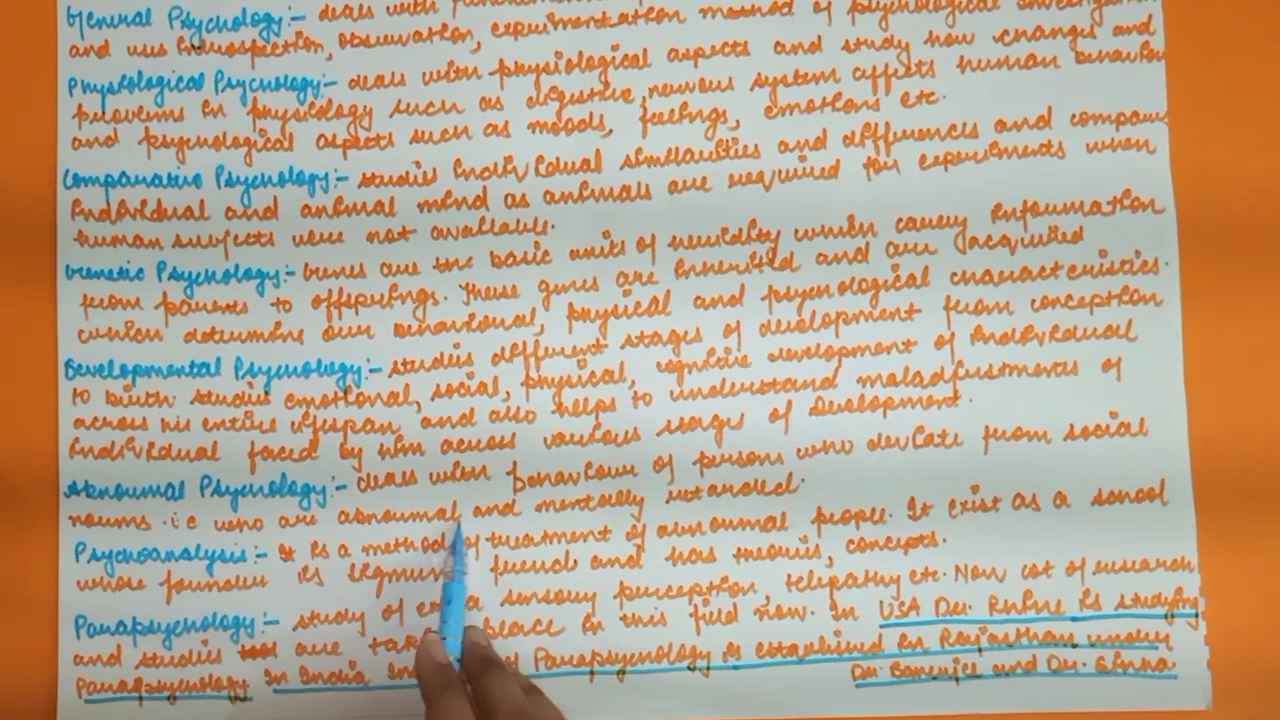 General Psychology:- deals with
and uses introspection, observation, experimentation method of psychological
Physiological Psychology:- deals with physiological aspects and study how changes and
problems in physiology such as digestive, nervous system affects human behaviour
and psychological aspects such as moods, feelings, emotions etc.
Comparative Psychology:- studies individual similarities and differences and compares
individual and animal mind as animals are required for experiments when
human subjects were not available.
Genetic Psychology:- Genes are the basic units of heredity which carry information
from parents to offsprings. These genes are inherited and are acquired
which determine our behavioural, physical and psychological characteristics.
Developmental Psychology:- studies different stages of development from conception
to birth. studies emotional, social, physical, cognitive development of individual
across his entire lifespan and also helps to understand maladjustments of
individual faced by him across various stages of development.
Abnormal Psychology:- deals with behaviour of persons who deviate from social
norms. i.e who are abnormal and mentally retarded.
Psychoanalysis:- It is a method of treatment of abnormal people. It exist as a school
whose founder is sigmund freud and has theories, concepts.
Parapsychology:- study of sensory perception, telepathy etc. Now lot of research
and studies are place in this field now. In USA Dr. Rhine is studying
Parapsychology In India Parapsychology is established in Rajasthan under
Dr. Banerjee and Dr. Sinha